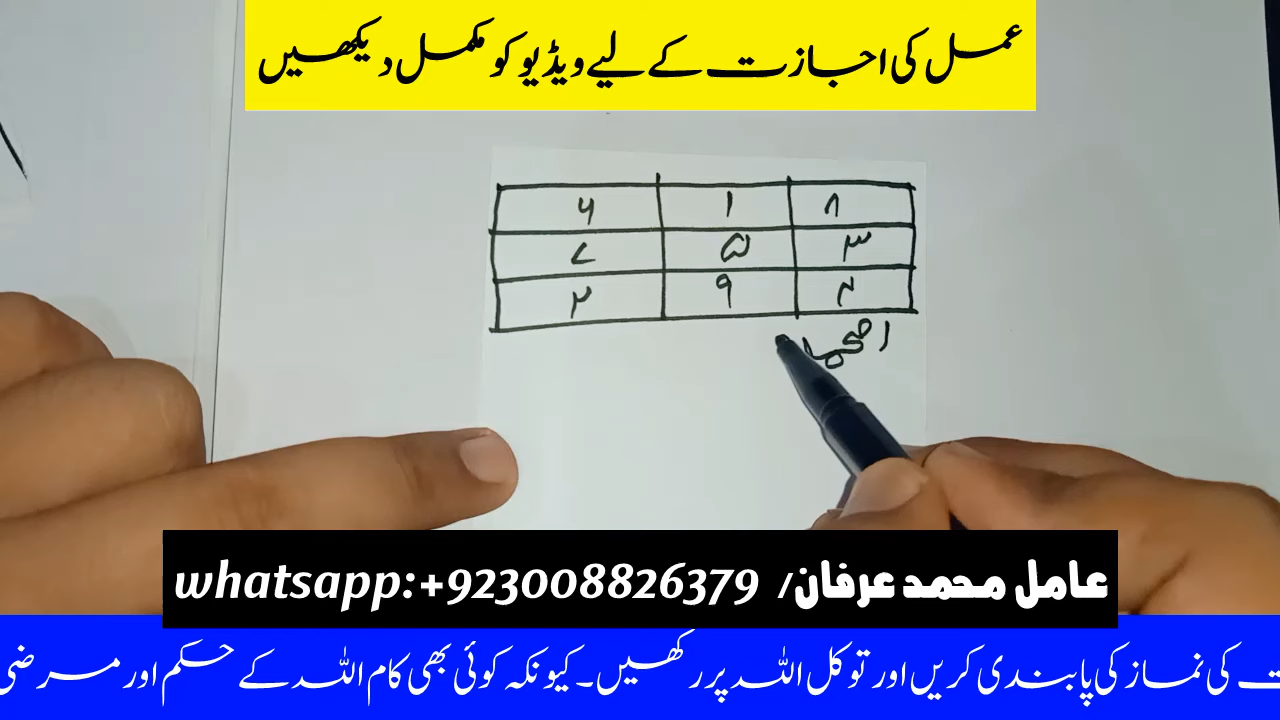 عمل کی اجازت کے لیے ویڈیو کو مکمل دیکھیں
۶ ۱ ۸
۷ ۵ ۳
۲ ۹ ۴
عامل محمد عرفان/ whatsapp:+923008826379
کی نماز کی پابندی کریں اور توکل اللہ پر رکھیں۔کیونکہ کوئی بھی کام اللہ کے حکم اور مرضی